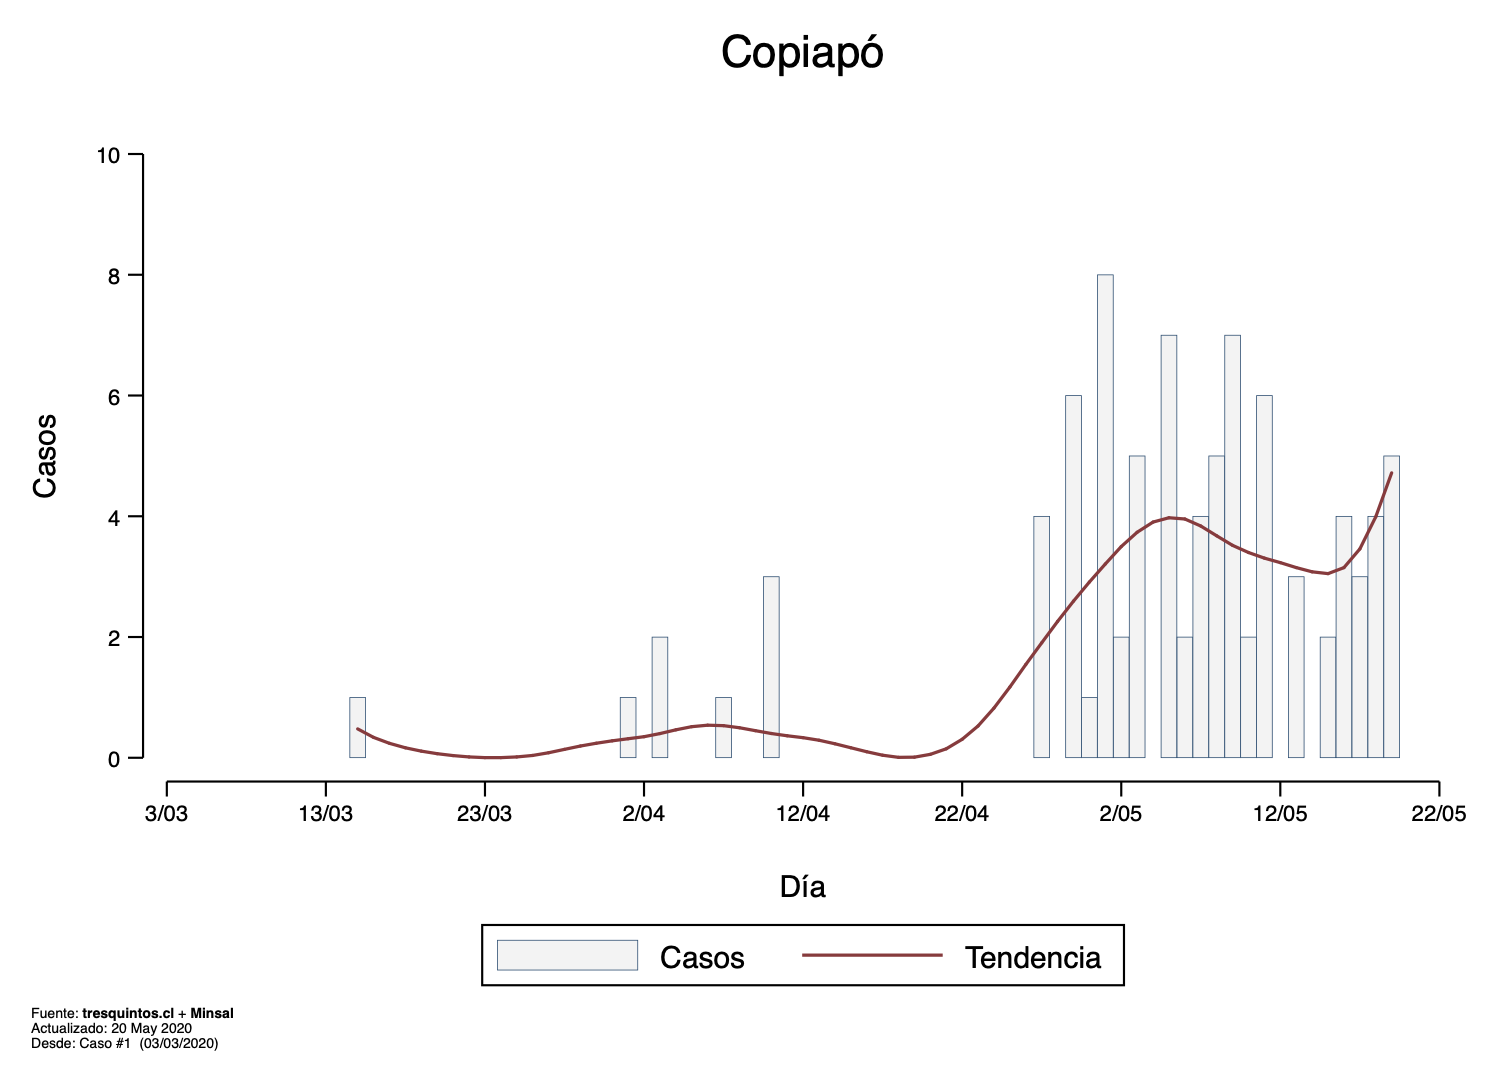 Copiapó
10
8
6
4
2
0
Casos
3/03 13/03 23/03 2/04 12/04 22/04 2/05 12/05 22/05
Día
Casos Tendencia
Fuente: tresquintos.cl + Minsal
Actualizado: 20 May 2020
Desde: Caso #1 (03/03/2020)